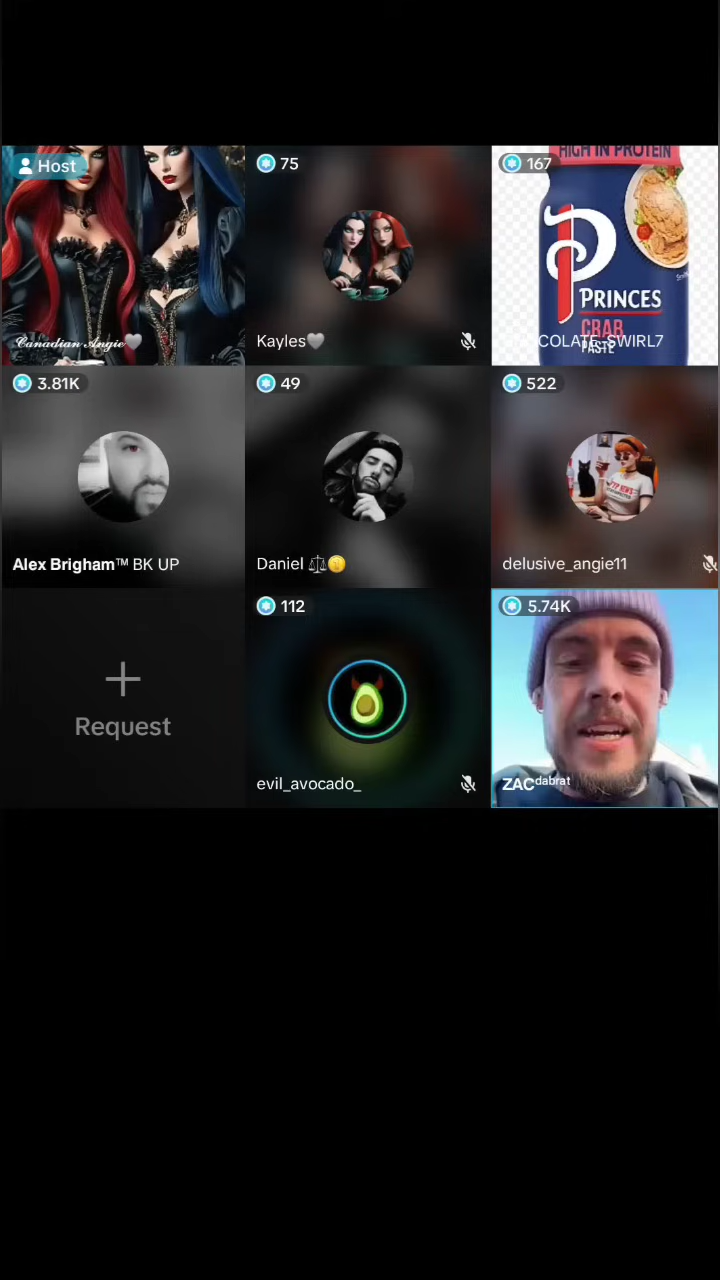 Host
Canadian Angie🩶
75
Kayles🩶
167
HIGH IN PROTEIN
P
PRINCES
CRAB
PASTE
COLATE_SWIRL7
3.81K
Alex Brigham™ BK UP
49
Daniel ⚖️🪙
522
delusive_angie11
Request
112
evil_avocado_
5.74K
ZACᵈᵃᵇʳᵃᵗ